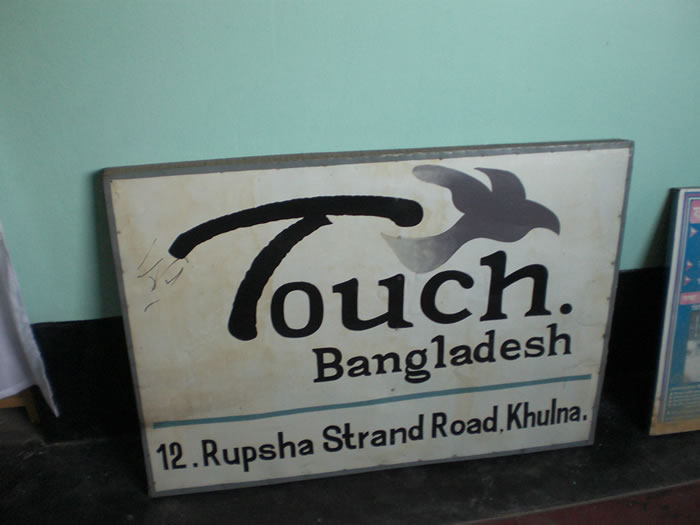 Touch.
Bangladesh
12. Rupsha Strand Road, Khulna.